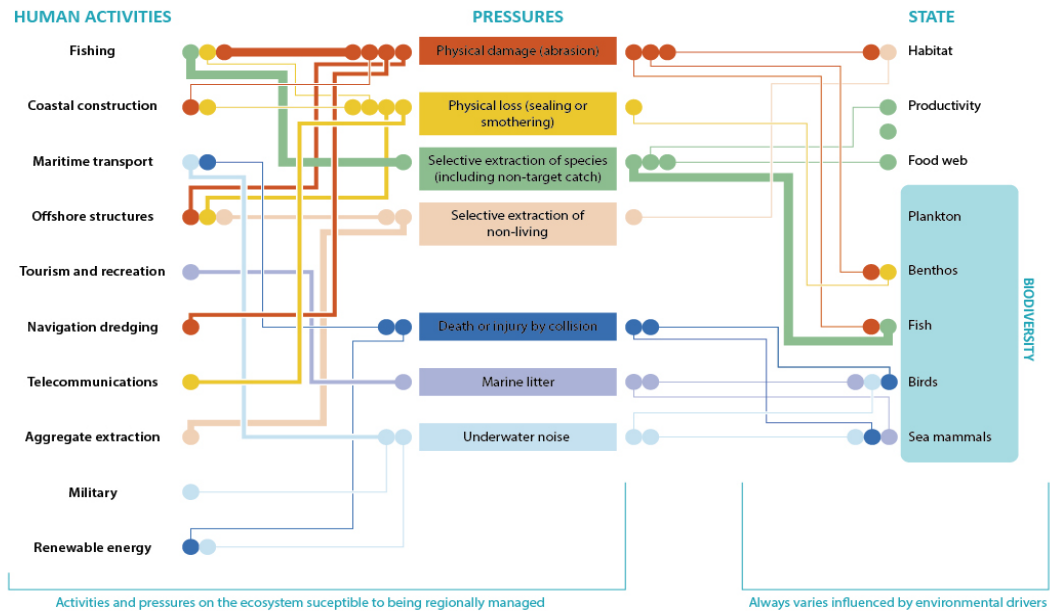 HUMAN ACTIVITIES
PRESSURES
STATE
Fishing
Physical damage (abrasion)
Habitat
Coastal construction
Physical loss (sealing or
smothering)
Productivity
Maritime transport
Selective extraction of species
(including non-target catch)
Food web
Offshore structures
Selective extraction of
non-living
Plankton
Tourism and recreation
Benthos
Navigation dredging
Death or injury by collision
Fish
BIODIVERSITY
Telecommunications
Marine litter
Birds
Aggregate extraction
Underwater noise
Sea mammals
Military
Renewable energy
Activities and pressures on the ecosystem suceptible to being regionally managed
Always varies influenced by environmental drivers